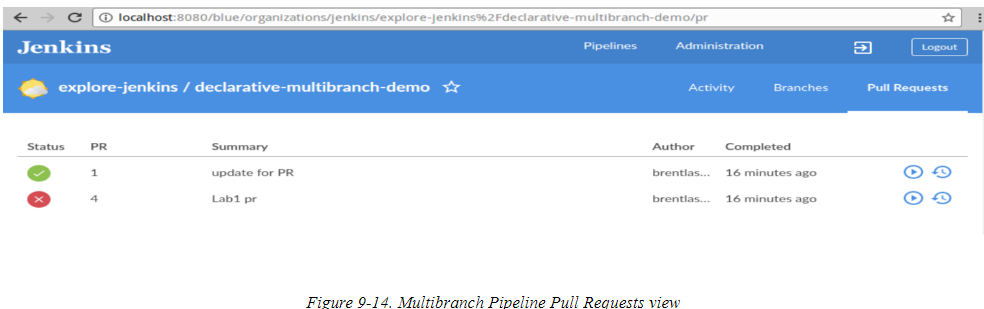 localhost:8080/blue/organizations/jenkins/explore-jenkins%2Fdeclarative-multibranch-demo/pr
Jenkins Pipelines Administration Logout
explore-jenkins / declarative-multibranch-demo Activity Branches Pull Requests
Status PR Summary Author Completed
1 update for PR brentlas... 16 minutes ago
4 Lab1 pr brentlas... 16 minutes ago
Figure 9-14. Multibranch Pipeline Pull Requests view